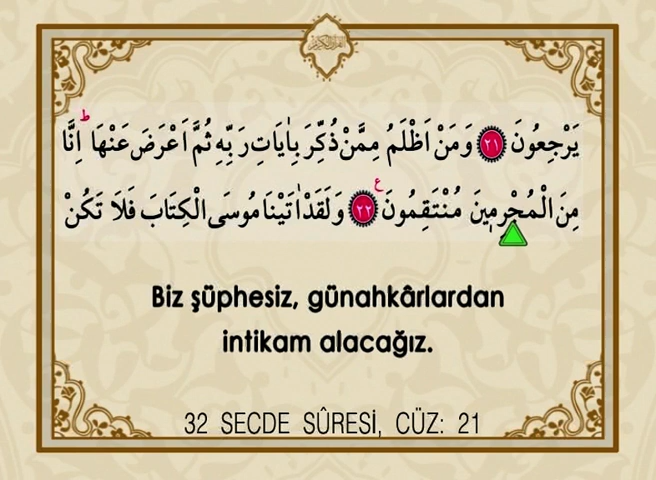 يَرْجِعُونَ ﴿٢١﴾ وَمَنْ اَظْلَمُ مِمَّنْ ذُكِّرَ بِاٰيَاتِ رَبِّهٖ ثُمَّ اَعْرَضَ عَنْهَا ۜ اِنَّا
مِنَ الْمُجْرِمٖينَ مُنْتَقِمُونَ ﴿٢٢﴾ وَلَقَدْ اٰتَيْنَا مُوسَى الْكِتَابَ فَلَا تَكُنْ
Biz şüphesiz, günahkârlardan
intikam alacağız.
32 SECDE SÛRESİ, CÜZ: 21